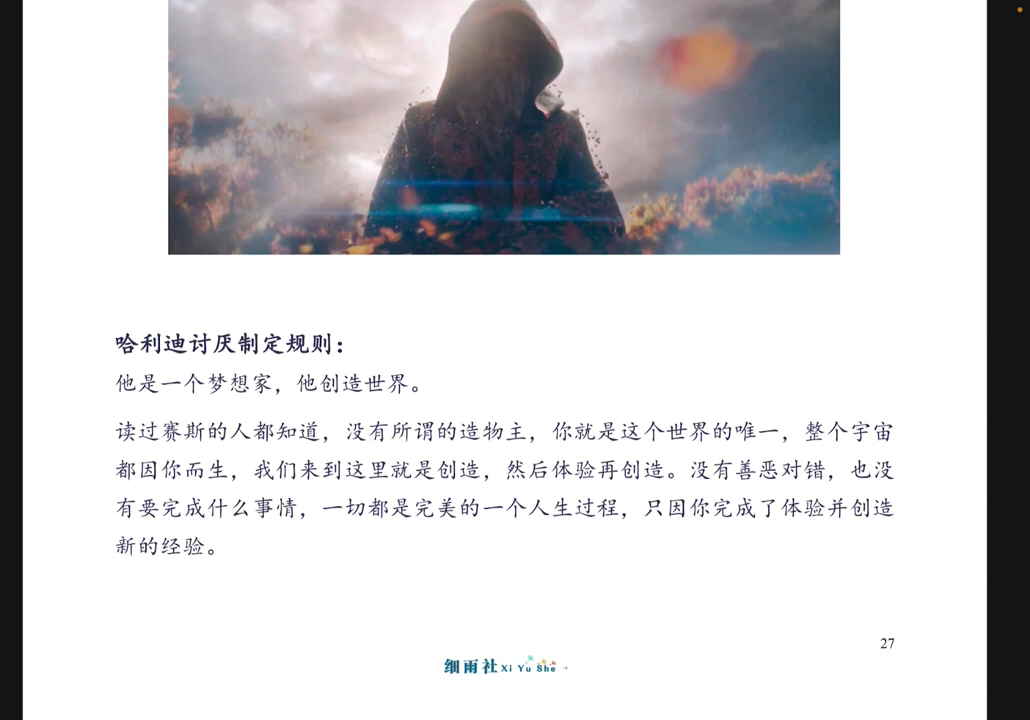 哈利迪讨厌制定规则：
他是一个梦想家，他创造世界。
读过赛斯的人都知道，没有所谓的造物主，你就是这个世界的唯一，整个宇宙
都因你而生，我们来到这里就是创造，然后体验再创造。没有善恶对错，也没
有要完成什么事情，一切都是完美的一个人生过程，只因你完成了体验并创造
新的经验。
27
细雨社 Xi Yu She